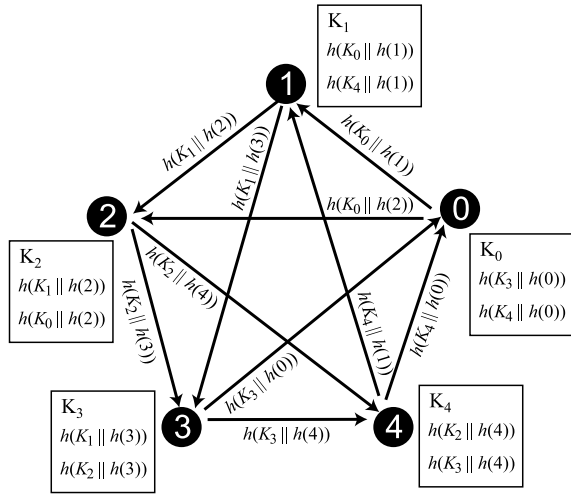 K₁
h(K₀ || h(1))
h(K₄ || h(1))
1
h(K₁ || h(2))
h(K₁ || h(3))
h(K₀ || h(1))
2
h(K₀ || h(2))
0
K₂
h(K₁ || h(2))
h(K₀ || h(2))
h(K₂ || h(3))
h(K₂ || h(4))
h(K₄ || h(1))
h(K₄ || h(0))
K₀
h(K₃ || h(0))
h(K₄ || h(0))
h(K₃ || h(0))
K₃
h(K₁ || h(3))
h(K₂ || h(3))
3
h(K₃ || h(4))
4
K₄
h(K₂ || h(4))
h(K₃ || h(4))